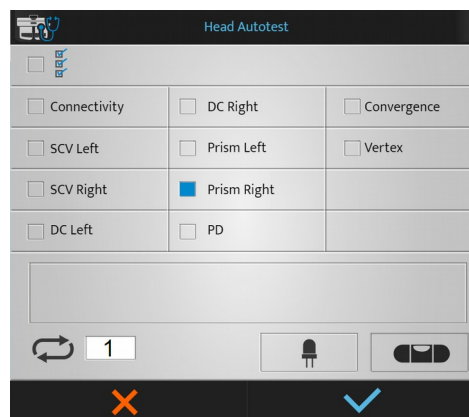 Head Autotest
Connectivity DC Right Convergence
SCV Left Prism Left Vertex
SCV Right Prism Right
DC Left PD
1